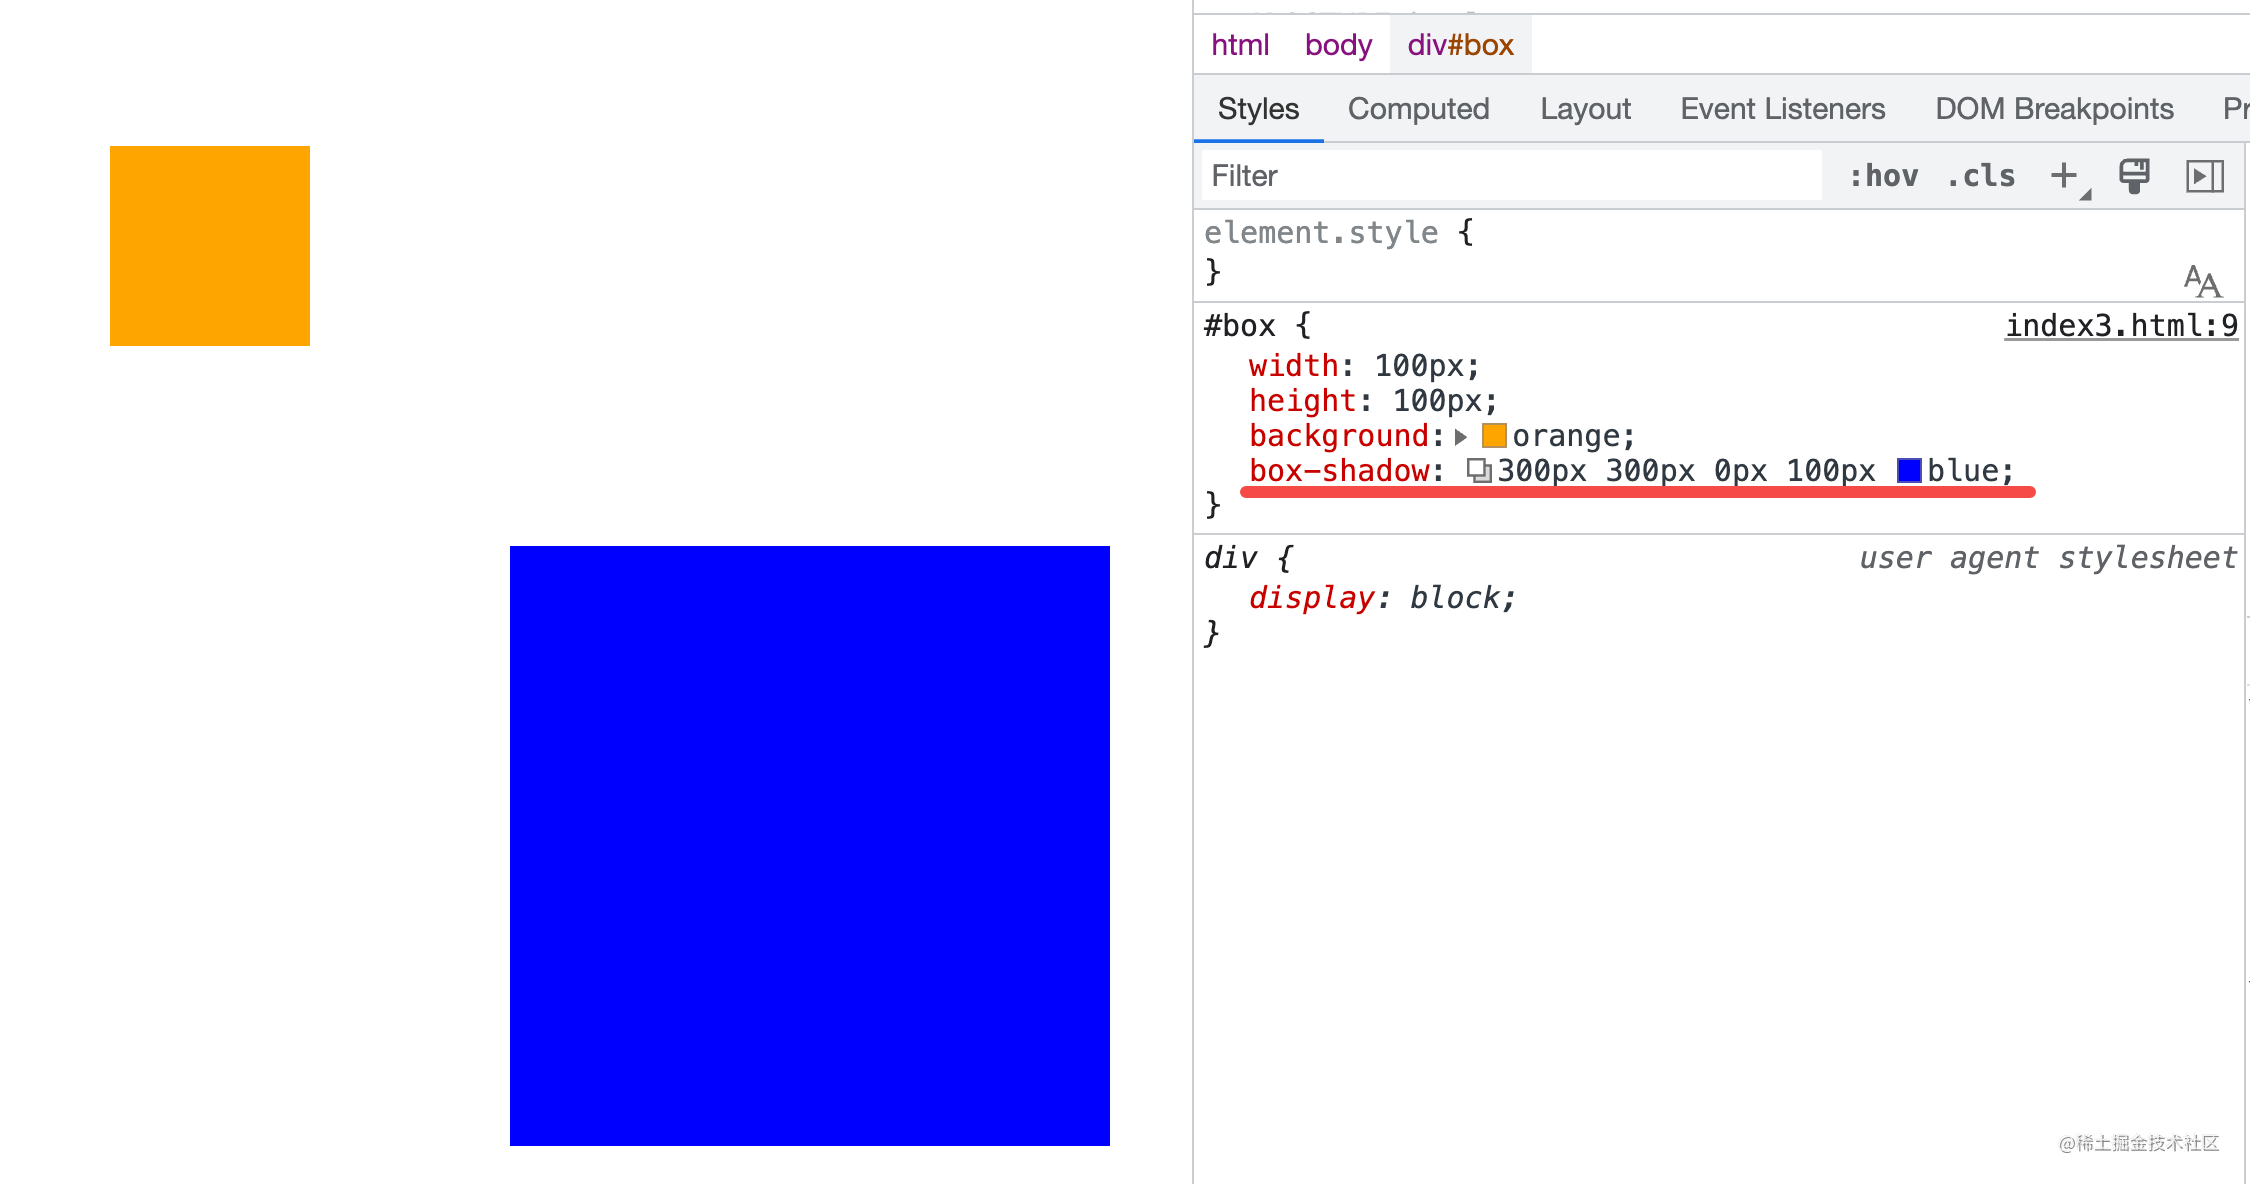 html body div#box
Styles Computed Layout Event Listeners DOM Breakpoints Pr
Filter :hov .cls
element.style {
}
#box { index3.html:9
width: 100px;
height: 100px;
background: orange;
box-shadow: 300px 300px 0px 100px blue;
}
div { user agent stylesheet
display: block;
}
@稀土掘金技术社区